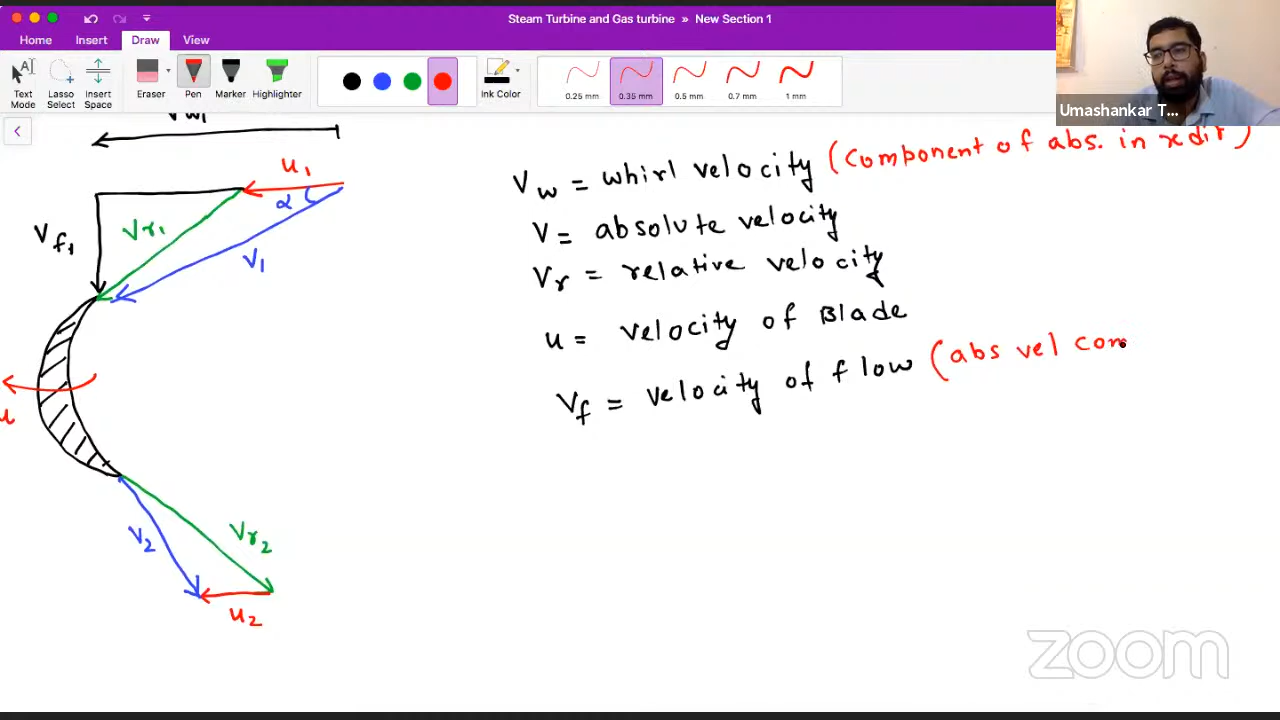 Steam Turbine and Gas turbine » New Section 1
Home Insert Draw View
Text Mode
Lasso Select
Insert Space
Eraser
Pen
Marker
Highlighter
Ink Color
0.25 mm
0.35 mm
0.5 mm
0.7 mm
1 mm
Umashankar T...
Vw1
u1
α
Vr1
Vf1
V1
u
V2
Vr2
u2
Vw = whirl velocity (component of abs. in x dir)
V = absolute velocity
Vr = relative velocity
u = velocity of Blade
Vf = velocity of flow (abs vel com
zoom